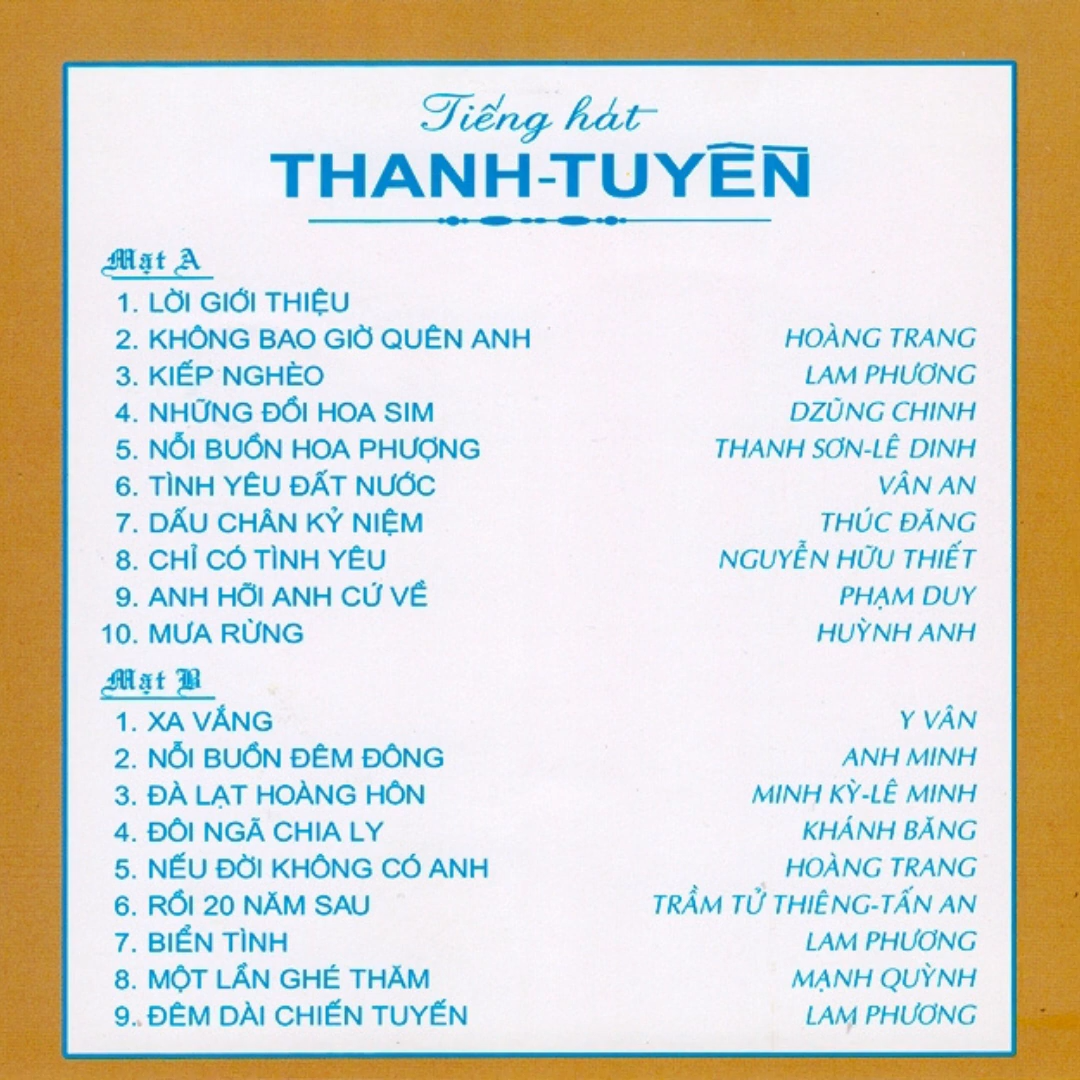 Tiếng hát
THANH-TUYỀN
Mặt A
1. LỜI GIỚI THIỆU
2. KHÔNG BAO GIỜ QUÊN ANH HOÀNG TRANG
3. KIẾP NGHÈO LAM PHƯƠNG
4. NHỮNG ĐỒI HOA SIM DZŨNG CHINH
5. NỖI BUỒN HOA PHƯỢNG THANH SƠN-LÊ DINH
6. TÌNH YÊU ĐẤT NƯỚC VÂN AN
7. DẤU CHÂN KỶ NIỆM THÚC ĐĂNG
8. CHỈ CÓ TÌNH YÊU NGUYỄN HỮU THIẾT
9. ANH HỠI ANH CỨ VỀ PHẠM DUY
10. MƯA RỪNG HUỲNH ANH
Mặt B
1. XA VẮNG Y VÂN
2. NỖI BUỒN ĐÊM ĐÔNG ANH MINH
3. ĐÀ LẠT HOÀNG HÔN MINH KỲ-LÊ MINH
4. ĐÔI NGÃ CHIA LY KHÁNH BĂNG
5. NẾU ĐỜI KHÔNG CÓ ANH HOÀNG TRANG
6. RỒI 20 NĂM SAU TRẦM TỬ THIÊNG-TẤN AN
7. BIỂN TÌNH LAM PHƯƠNG
8. MỘT LẦN GHÉ THĂM MẠNH QUỲNH
9. ĐÊM DÀI CHIẾN TUYẾN LAM PHƯƠNG